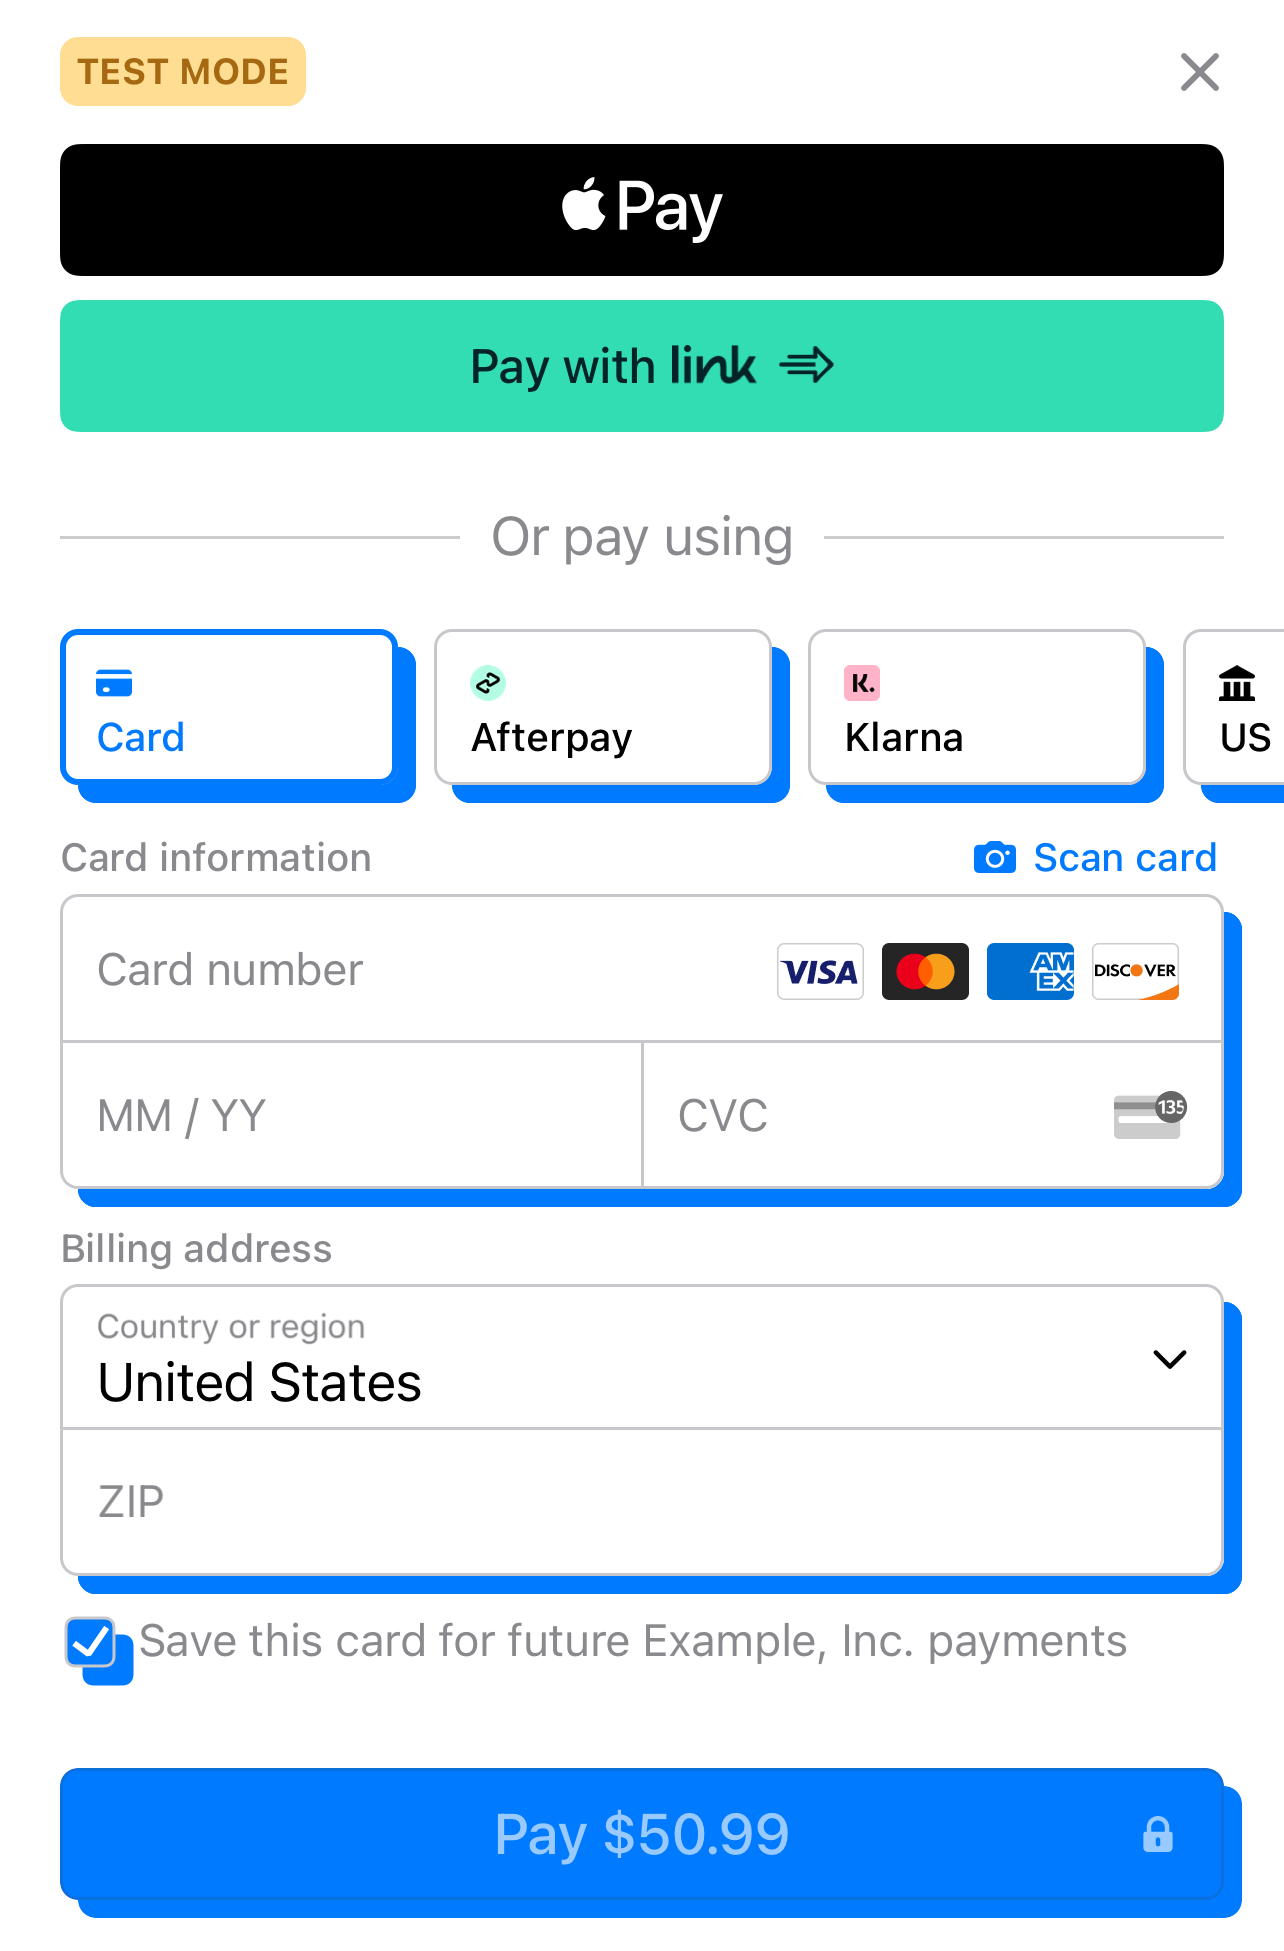 TEST MODE
Pay
Pay with link
Or pay using
Card
Afterpay
K.
Klarna
US
Card information
Scan card
Card number
VISA
AM
EX
DISCOVER
MM / YY
CVC
135
Billing address
Country or region
United States
ZIP
Save this card for future Example, Inc. payments
Pay $50.99